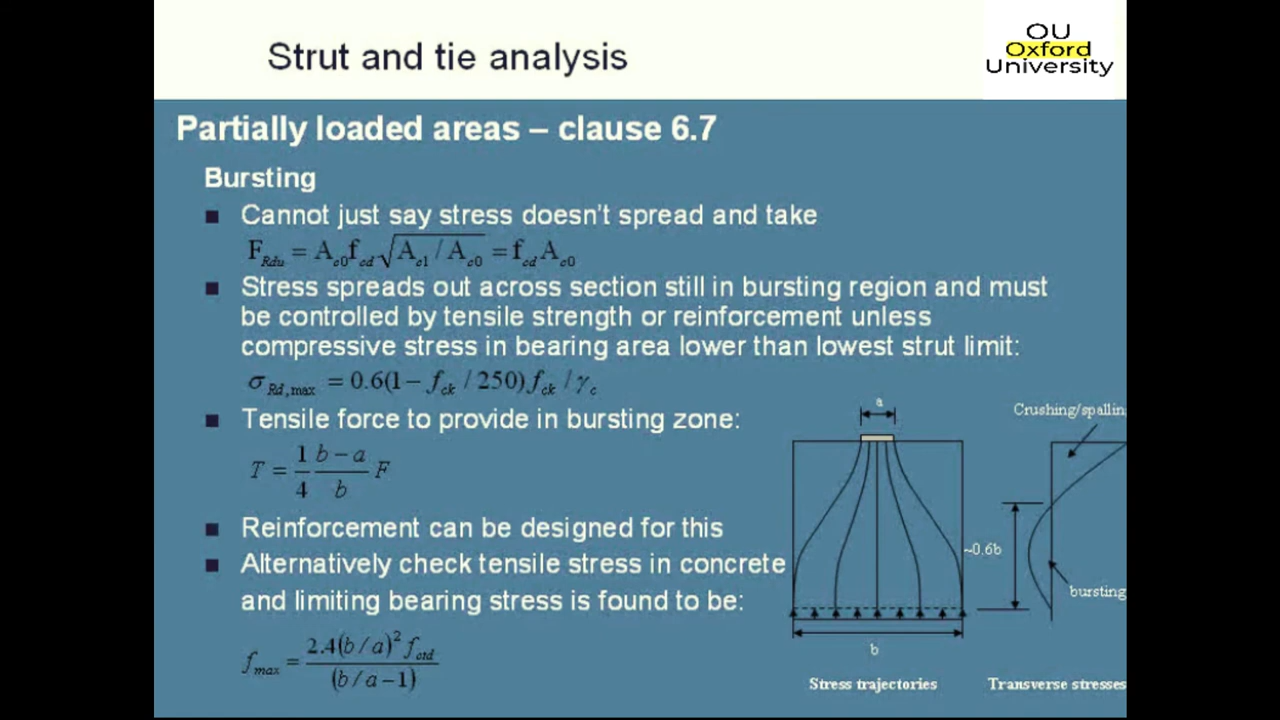 Strut and tie analysis
OU
Oxford
University
Partially loaded areas – clause 6.7
Bursting
■ Cannot just say stress doesn't spread and take
F_Rdu = A_c0 f_cd √(A_c1 / A_c0) = f_cd A_c0
■ Stress spreads out across section still in bursting region and must
be controlled by tensile strength or reinforcement unless
compressive stress in bearing area lower than lowest strut limit:
σ_Rd,max = 0.6(1 − f_ck / 250) f_ck / γ_c
■ Tensile force to provide in bursting zone:
T = 1/4 (b − a)/b F
■ Reinforcement can be designed for this
■ Alternatively check tensile stress in concrete
and limiting bearing stress is found to be:
f_max = 2.4(b / a)² f_ctd / (b / a − 1)
a
Crushing/spallin
~0.6b
bursting
b
Stress trajectories
Transverse stresses